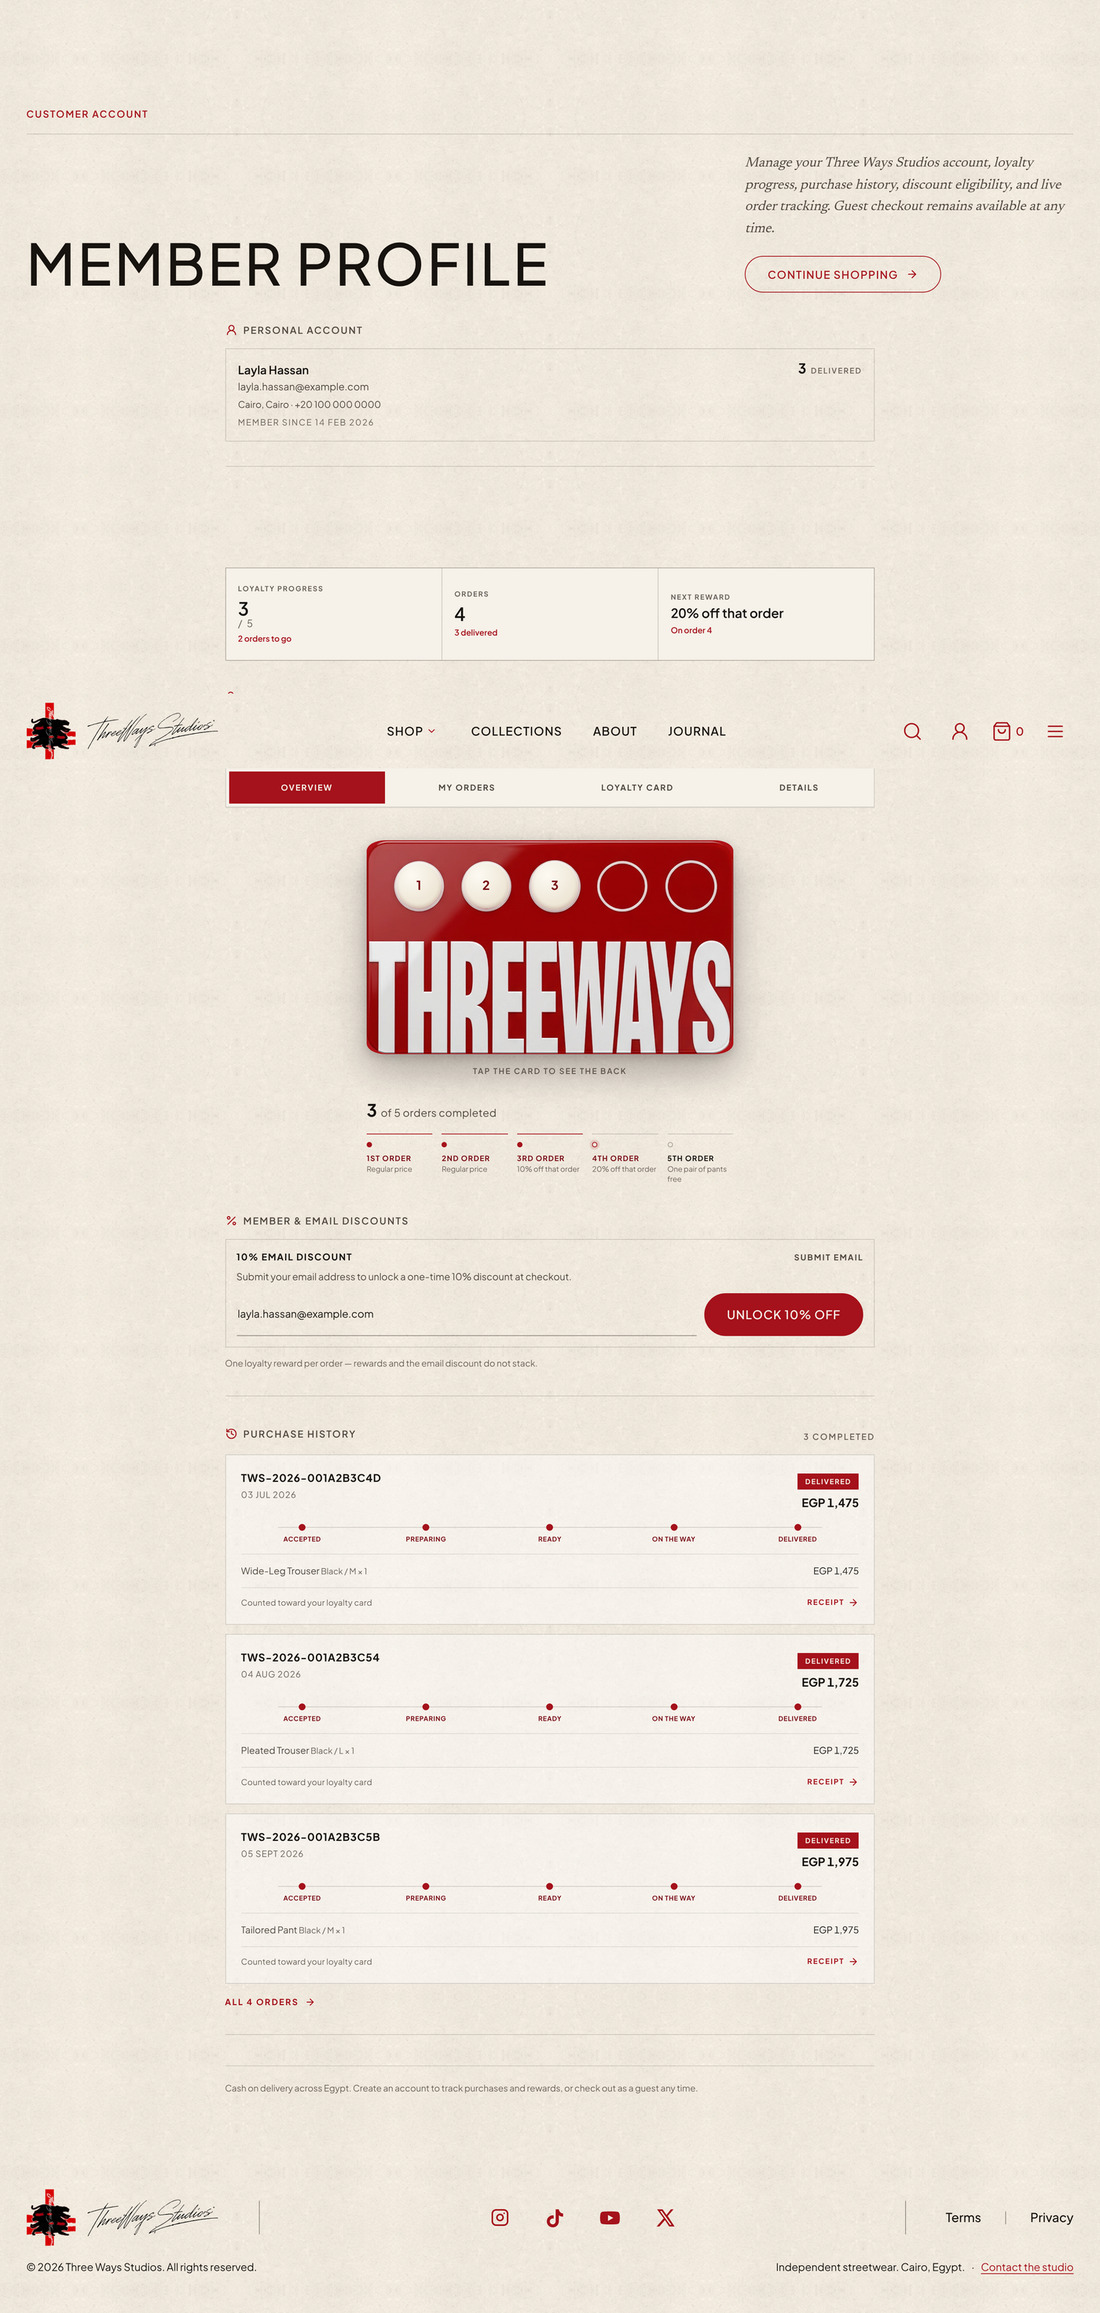 CUSTOMER ACCOUNT
Manage your Three Ways Studios account, loyalty
progress, purchase history, discount eligibility, and live
order tracking. Guest checkout remains available at any
time.
MEMBER PROFILE
CONTINUE SHOPPING
PERSONAL ACCOUNT
Layla Hassan
3 DELIVERED
layla.hassan@example.com
Cairo, Cairo · +20 100 000 0000
MEMBER SINCE 14 FEB 2026
LOYALTY PROGRESS
3
/ 5
2 orders to go
ORDERS
4
3 delivered
NEXT REWARD
20% off that order
On order 4
ThreeWays Studios
SHOP
COLLECTIONS
ABOUT
JOURNAL
0
OVERVIEW
MY ORDERS
LOYALTY CARD
DETAILS
1
2
3
THREEWAYS
TAP THE CARD TO SEE THE BACK
3 of 5 orders completed
1ST ORDER
Regular price
2ND ORDER
Regular price
3RD ORDER
10% off that order
4TH ORDER
20% off that order
5TH ORDER
One pair of pants
free
MEMBER & EMAIL DISCOUNTS
10% EMAIL DISCOUNT
SUBMIT EMAIL
Submit your email address to unlock a one-time 10% discount at checkout.
layla.hassan@example.com
UNLOCK 10% OFF
One loyalty reward per order — rewards and the email discount do not stack.
PURCHASE HISTORY
3 COMPLETED
TWS-2026-001A2B3C4D
DELIVERED
03 JUL 2026
EGP 1,475
ACCEPTED
PREPARING
READY
ON THE WAY
DELIVERED
Wide-Leg Trouser Black / M × 1
EGP 1,475
Counted toward your loyalty card
RECEIPT
TWS-2026-001A2B3C54
DELIVERED
04 AUG 2026
EGP 1,725
ACCEPTED
PREPARING
READY
ON THE WAY
DELIVERED
Pleated Trouser Black / L × 1
EGP 1,725
Counted toward your loyalty card
RECEIPT
TWS-2026-001A2B3C5B
DELIVERED
05 SEPT 2026
EGP 1,975
ACCEPTED
PREPARING
READY
ON THE WAY
DELIVERED
Tailored Pant Black / M × 1
EGP 1,975
Counted toward your loyalty card
RECEIPT
ALL 4 ORDERS
Cash on delivery across Egypt. Create an account to track purchases and rewards, or check out as a guest any time.
ThreeWays Studios
Terms
Privacy
© 2026 Three Ways Studios. All rights reserved.
Independent streetwear. Cairo, Egypt. · Contact the studio